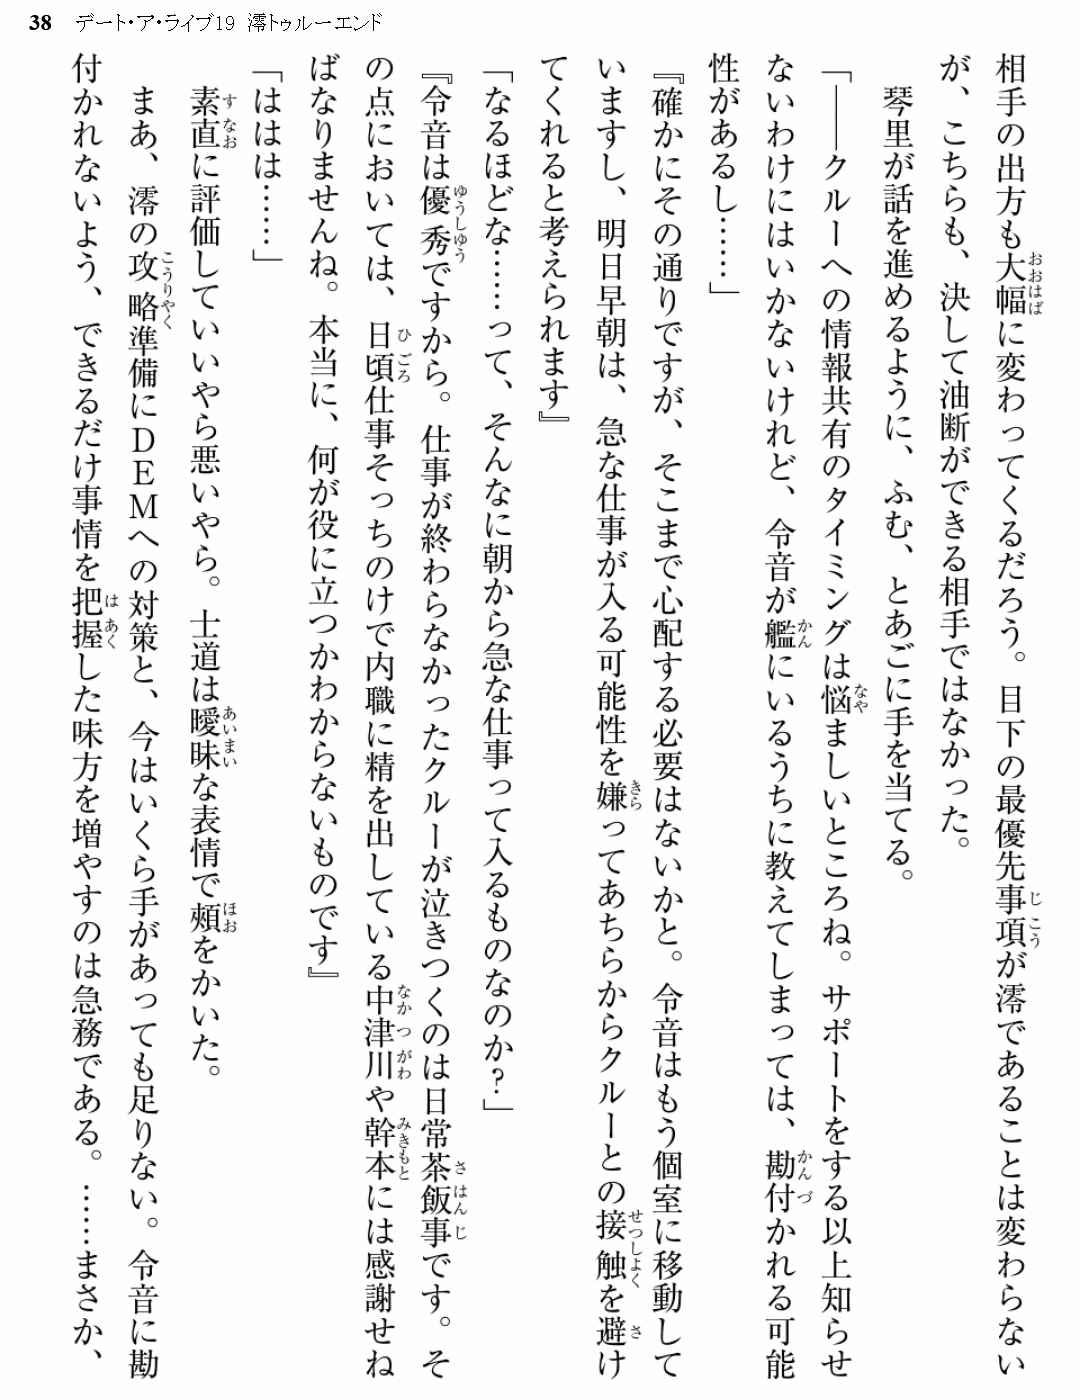 38 デート・ア・ライブ19 澪トゥルーエンド
相手の出方も大幅に変わってくるだろう。目下の最優先事項が澪であることは変わらない
が、こちらも、決して油断ができる相手ではなかった。
琴里が話を進めるように、ふむ、とあごに手を当てる。
「――クルーへの情報共有のタイミングは悩ましいところね。サポートをする以上知らせ
ないわけにはいかないけれど、令音が艦にいるうちに教えてしまっては、勘付かれる可能
性があるし……」
『確かにその通りですが、そこまで心配する必要はないかと。令音はもう個室に移動して
いますし、明日早朝は、急な仕事が入る可能性を嫌ってあちらからクルーとの接触を避け
てくれると考えられます』
「なるほどな……って、そんなに朝から急な仕事って入るものなのか？」
『令音は優秀ですから。仕事が終わらなかったクルーが泣きつくのは日常茶飯事です。そ
の点においては、日頃仕事そっちのけで内職に精を出している中津川や幹本には感謝せね
ばなりませんね。本当に、何が役に立つかわからないものです』
「ははは……」
素直に評価していいやら悪いやら。士道は曖昧な表情で頰をかいた。
まあ、澪の攻略準備にＤＥＭへの対策と、今はいくら手があっても足りない。令音に勘
付かれないよう、できるだけ事情を把握した味方を増やすのは急務である。……まさか、